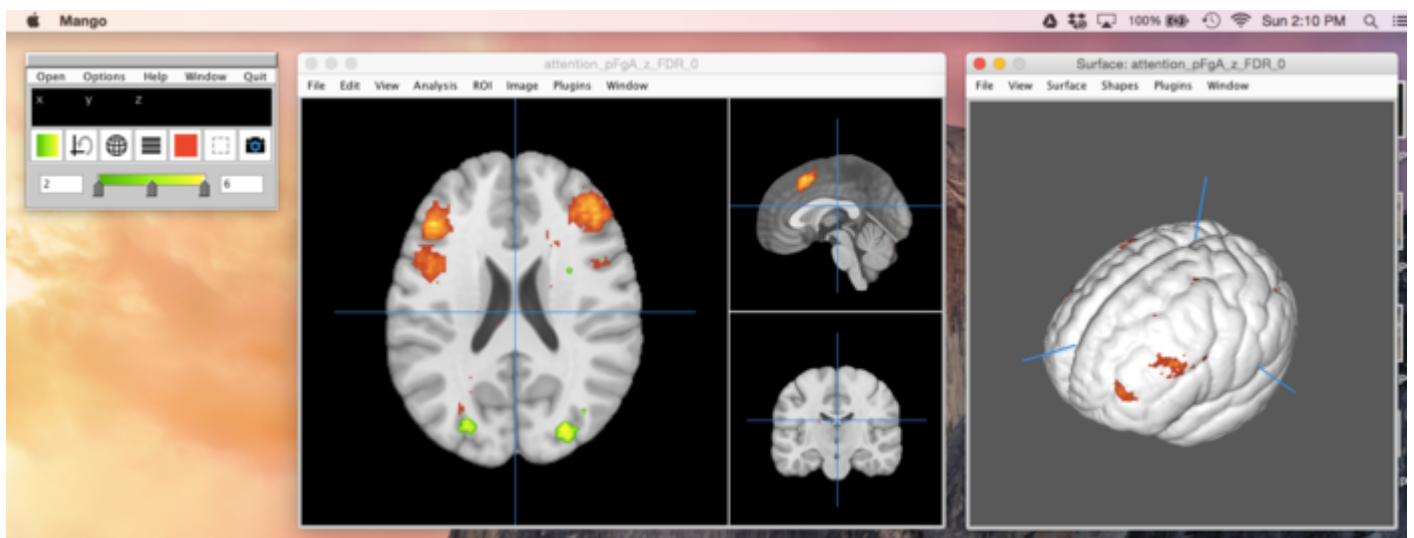 Mango 100% Sun 2:10 PM
Open Options Help Window Quit
x y z
2 6
attention_pFgA_z_FDR_0
File Edit View Analysis ROI Image Plugins Window
Surface: attention_pFgA_z_FDR_0
File View Surface Shapes Plugins Window